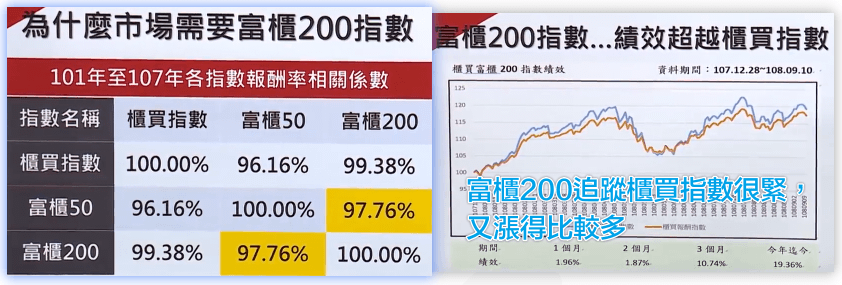 為什麼市場需要富櫃200指數
101年至107年各指數報酬率相關係數
指數名稱 櫃買指數 富櫃50 富櫃200
櫃買指數 100.00% 96.16% 99.38%
富櫃50 96.16% 100.00% 97.76%
富櫃200 99.38% 97.76% 100.00%
富櫃200指數...績效超越櫃買指數
櫃買富櫃 200 指數績效 資料期間：107.12.28~108.09.10
125
120
115
110
105
100
95
富櫃200追蹤櫃買指數很緊，
又漲得比較多
櫃買報酬指數
期間 1 個月 2 個月 3 個月 今年迄今
績效 1.96% 1.87% 10.74% 19.36%